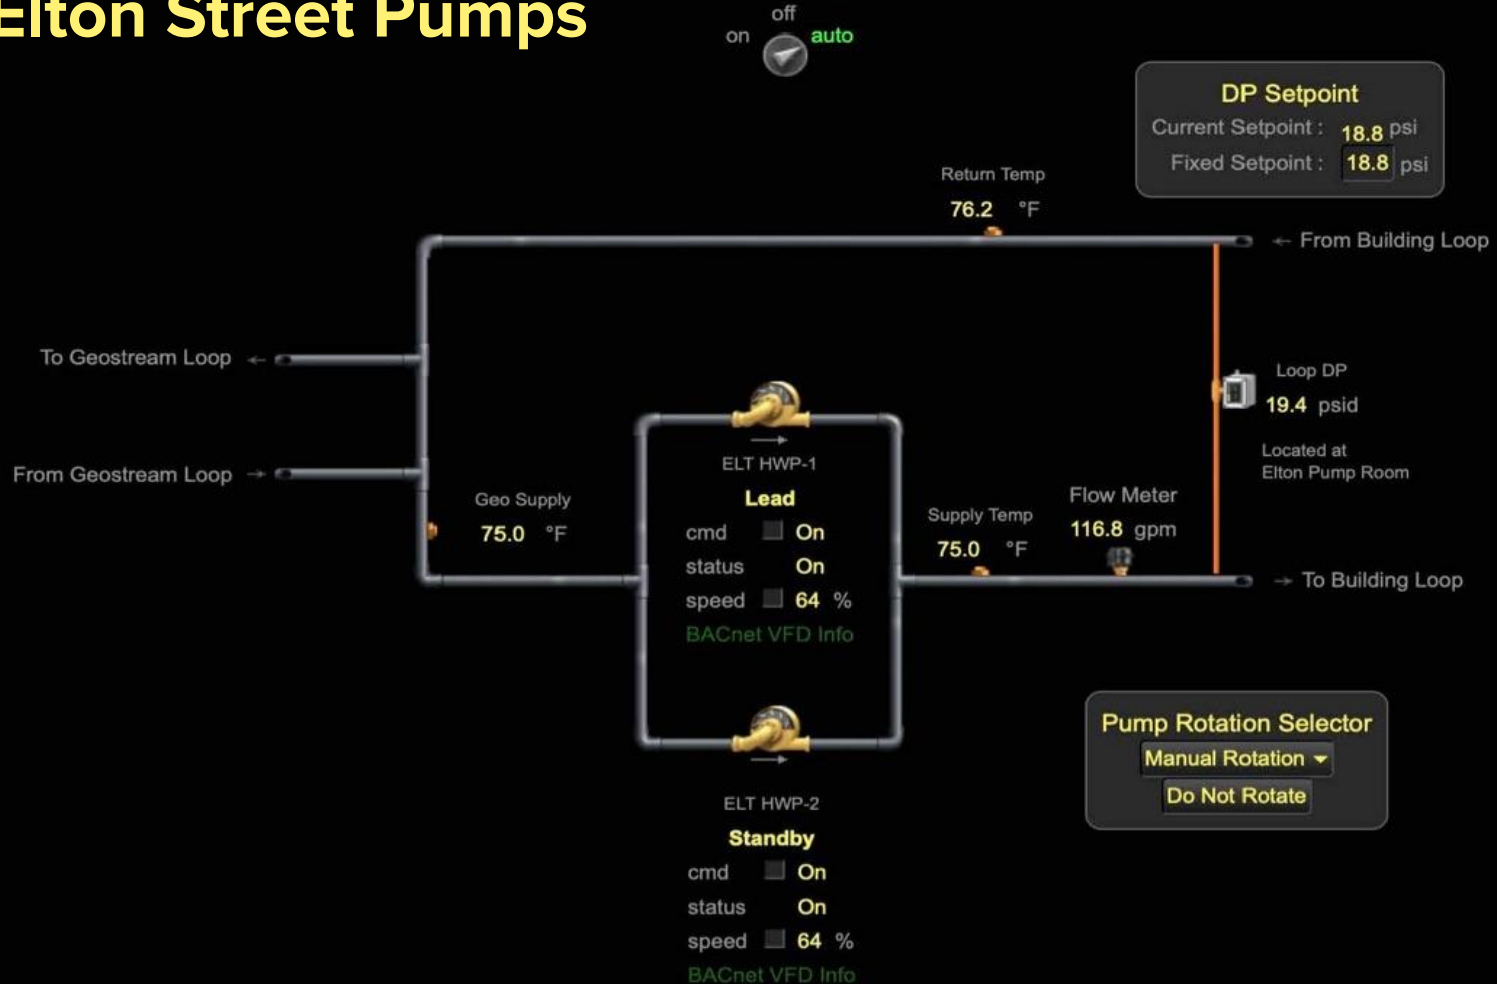 Elton Street Pumps
off
on auto
DP Setpoint
Current Setpoint : 18.8 psi
Fixed Setpoint : 18.8 psi
Return Temp
76.2 °F
← From Building Loop
To Geostream Loop ←
Loop DP
19.4 psid
Located at
Elton Pump Room
From Geostream Loop →
Geo Supply
75.0 °F
ELT HWP-1
Lead
cmd On
status On
speed 64 %
BACnet VFD Info
Supply Temp
75.0 °F
Flow Meter
116.8 gpm
→ To Building Loop
Pump Rotation Selector
Manual Rotation
Do Not Rotate
ELT HWP-2
Standby
cmd On
status On
speed 64 %
BACnet VFD Info